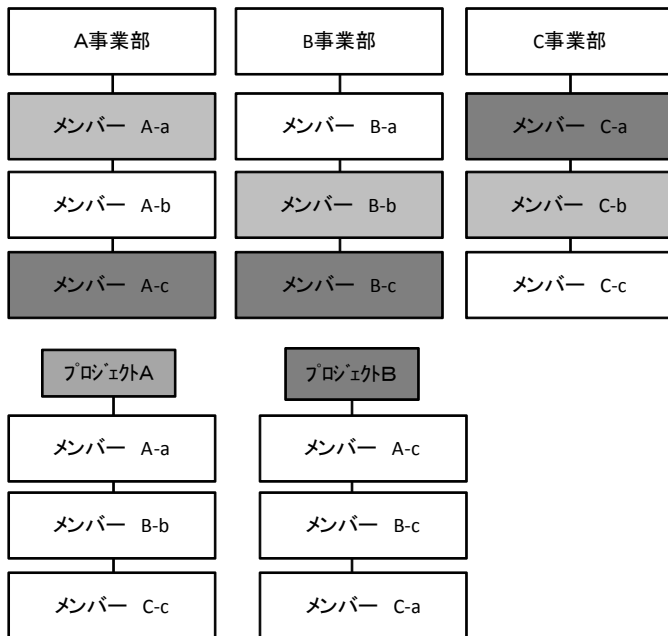 A事業部 B事業部 C事業部
メンバー A-a メンバー B-a メンバー C-a
メンバー A-b メンバー B-b メンバー C-b
メンバー A-c メンバー B-c メンバー C-c
プロジェクトA プロジェクトB
メンバー A-a メンバー A-c
メンバー B-b メンバー B-c
メンバー C-c メンバー C-a